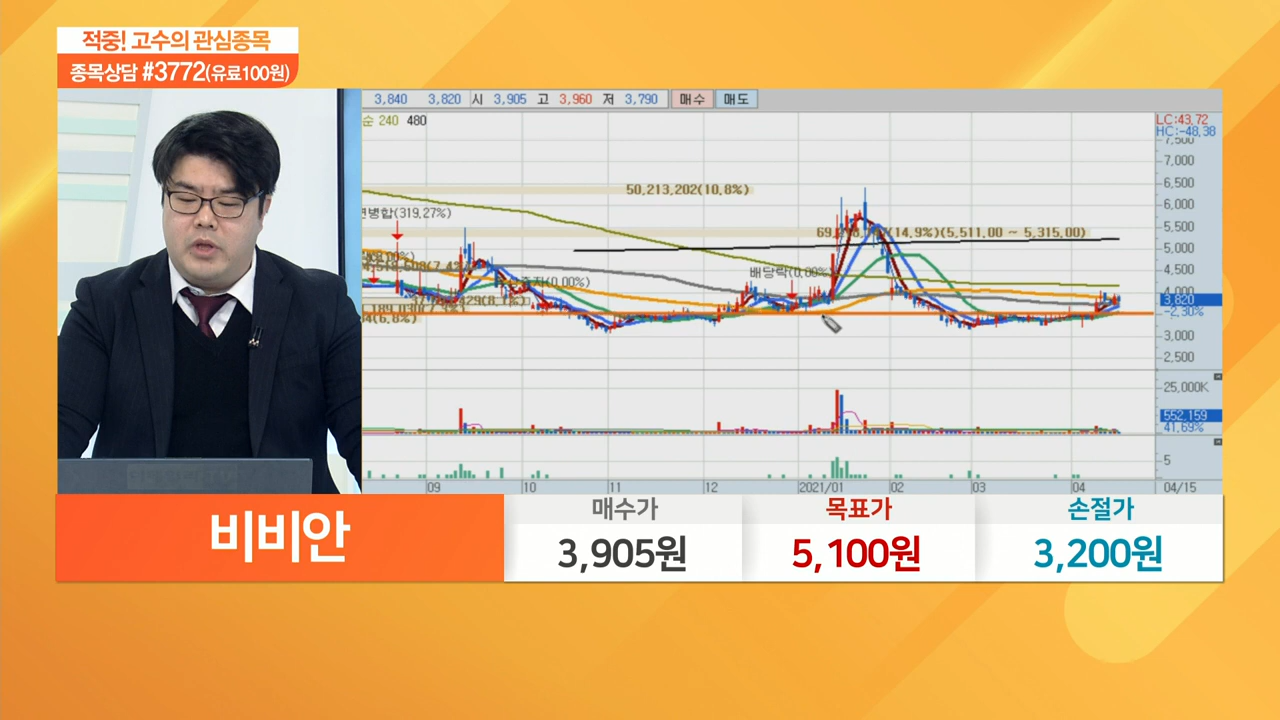 적중! 고수의 관심종목
종목상담 #3772(유료100원)
3,840 3,820 시 3,905 고 3,960 저 3,790 매수 매도
순 240 480
LC:43.72
HC:-48.38
7,500
7,000
50,213,202(10.8%)
6,500
6,000
변병합(319.27%)
(14.9%)(5,511.00 ~ 5,315.00)
5,500
5,000
배당락(0.00%)
4,500
4,000
3,820
-2.30%
3,000
2,500
25,000K
552,159
41.69%
5
09 10 11 12 2021/01 02 03 04 04/15
비비안
매수가 목표가 손절가
3,905원 5,100원 3,200원